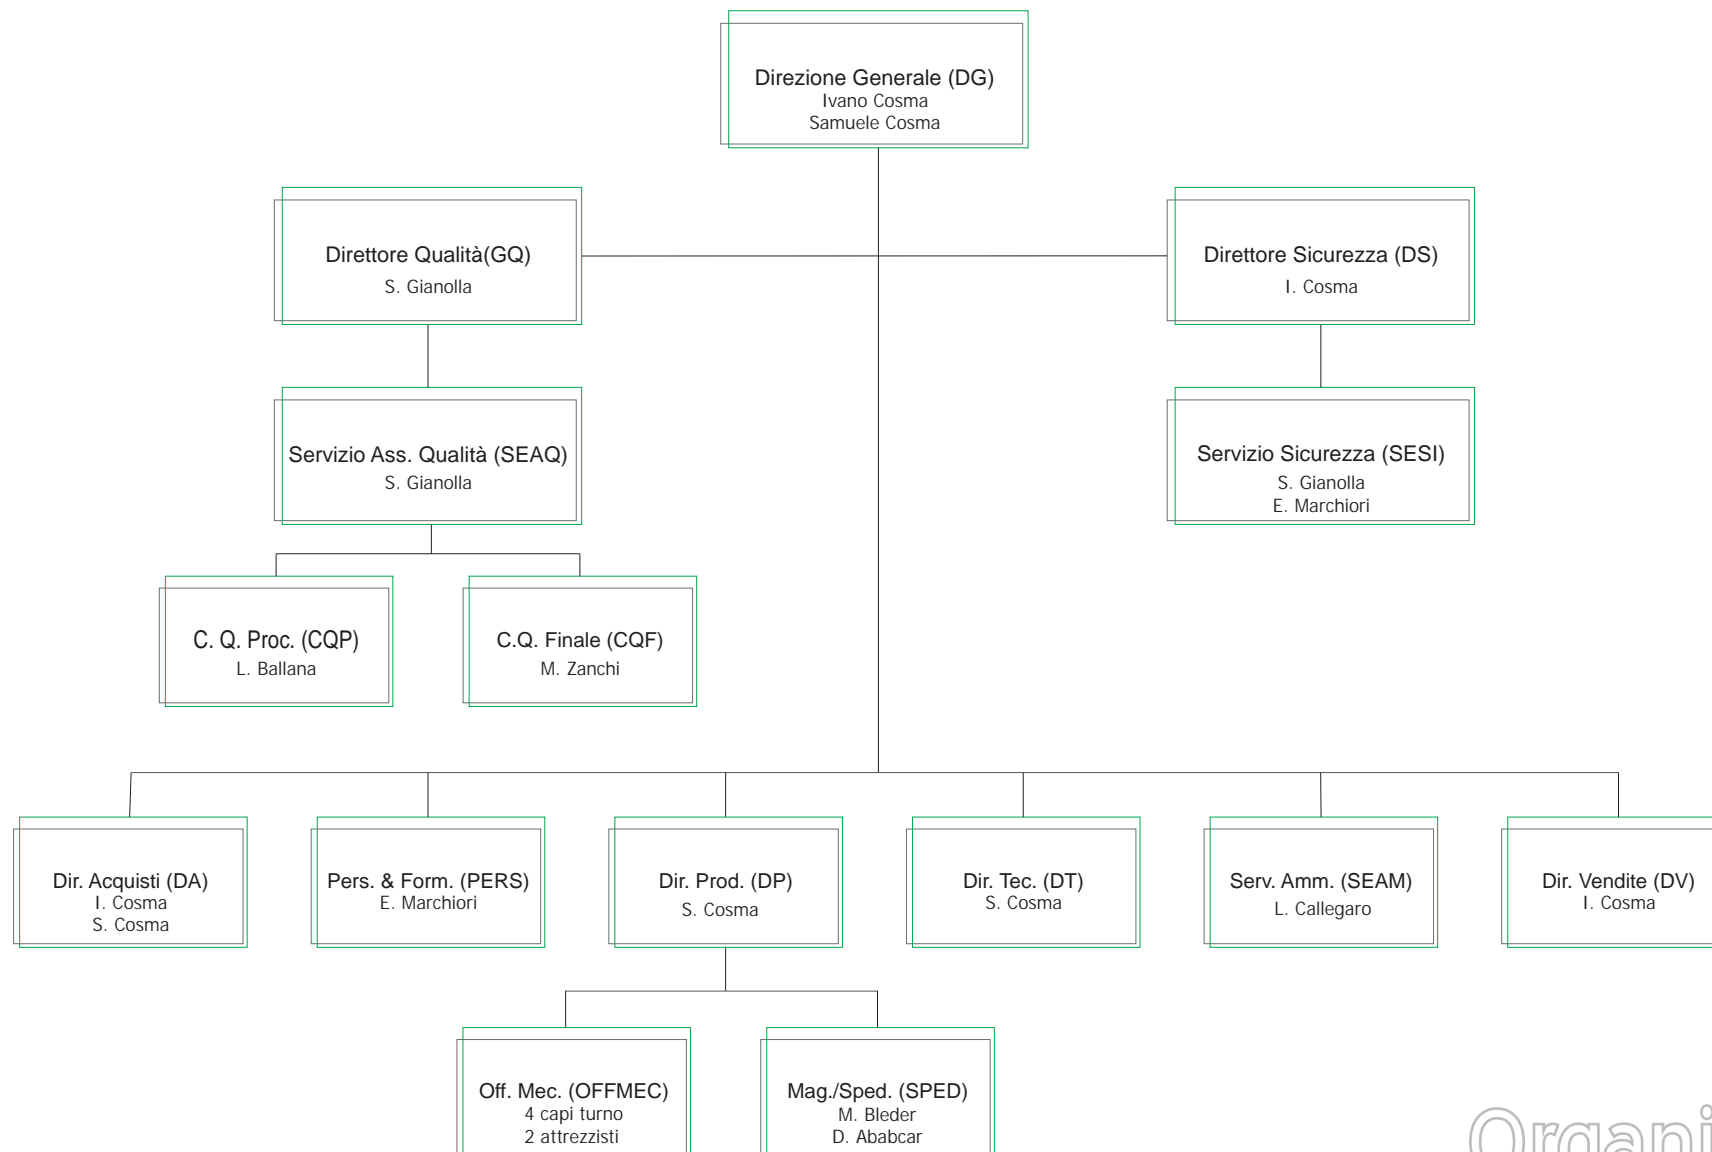 Direzione Generale (DG)
Ivano Cosma
Samuele Cosma
Direttore Qualità(GQ)
S. Gianolla
Direttore Sicurezza (DS)
I. Cosma
Servizio Ass. Qualità (SEAQ)
S. Gianolla
Servizio Sicurezza (SESI)
S. Gianolla
E. Marchiori
C. Q. Proc. (CQP)
L. Ballana
C.Q. Finale (CQF)
M. Zanchi
Dir. Acquisti (DA)
I. Cosma
S. Cosma
Pers. & Form. (PERS)
E. Marchiori
Dir. Prod. (DP)
S. Cosma
Dir. Tec. (DT)
S. Cosma
Serv. Amm. (SEAM)
L. Callegaro
Dir. Vendite (DV)
I. Cosma
Off. Mec. (OFFMEC)
4 capi turno
2 attrezzisti
Mag./Sped. (SPED)
M. Bleder
D. Ababcar
Organi